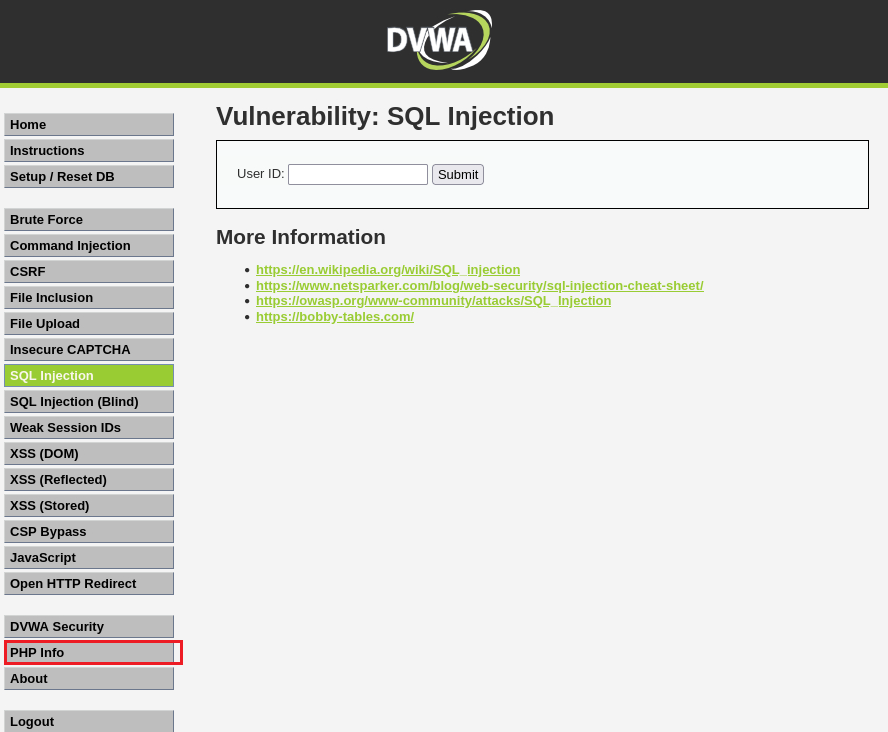 DVWA
Home
Instructions
Setup / Reset DB
Brute Force
Command Injection
CSRF
File Inclusion
File Upload
Insecure CAPTCHA
SQL Injection
SQL Injection (Blind)
Weak Session IDs
XSS (DOM)
XSS (Reflected)
XSS (Stored)
CSP Bypass
JavaScript
Open HTTP Redirect
DVWA Security
PHP Info
About
Logout
Vulnerability: SQL Injection
User ID: Submit
More Information
https://en.wikipedia.org/wiki/SQL_injection
https://www.netsparker.com/blog/web-security/sql-injection-cheat-sheet/
https://owasp.org/www-community/attacks/SQL_Injection
https://bobby-tables.com/